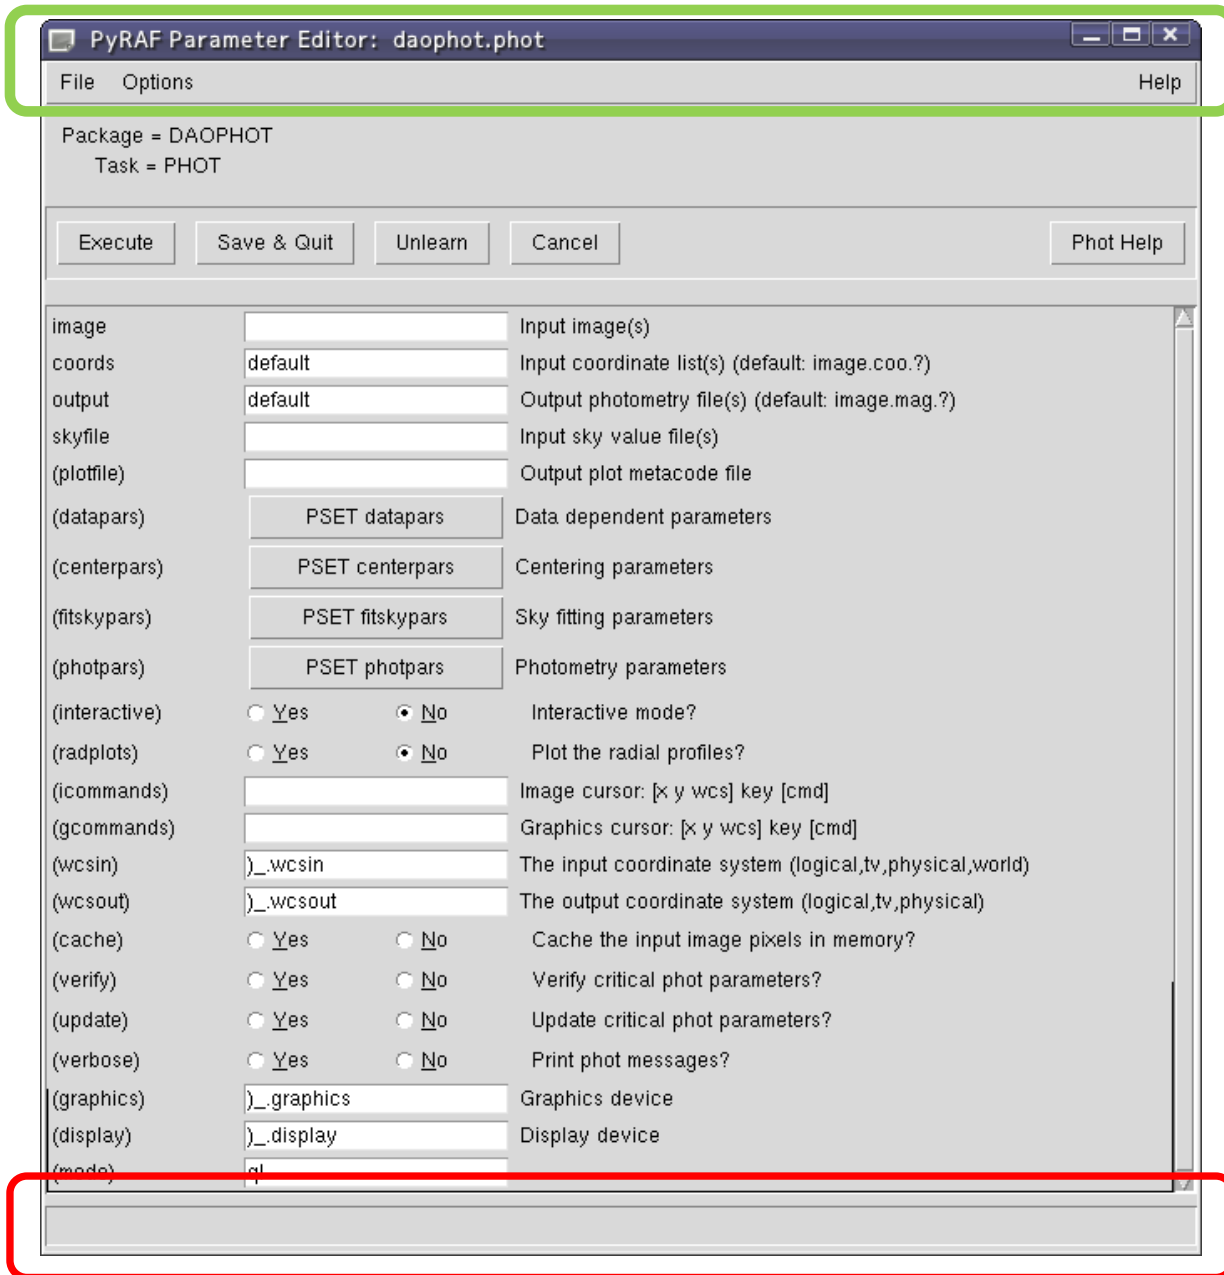 PyRAF Parameter Editor: daophot.phot
File Options Help
Package = DAOPHOT
Task = PHOT
Execute Save & Quit Unlearn Cancel Phot Help
image Input image(s)
coords default Input coordinate list(s) (default: image.coo.?)
output default Output photometry file(s) (default: image.mag.?)
skyfile Input sky value file(s)
(plotfile) Output plot metacode file
(datapars) PSET datapars Data dependent parameters
(centerpars) PSET centerpars Centering parameters
(fitskypars) PSET fitskypars Sky fitting parameters
(photpars) PSET photpars Photometry parameters
(interactive) Yes No Interactive mode?
(radplots) Yes No Plot the radial profiles?
(icommands) Image cursor: [x y wcs] key [cmd]
(gcommands) Graphics cursor: [x y wcs] key [cmd]
(wcsin) )_.wcsin The input coordinate system (logical,tv,physical,world)
(wcsout) )_.wcsout The output coordinate system (logical,tv,physical)
(cache) Yes No Cache the input image pixels in memory?
(verify) Yes No Verify critical phot parameters?
(update) Yes No Update critical phot parameters?
(verbose) Yes No Print phot messages?
(graphics) )_.graphics Graphics device
(display) )_.display Display device
(mode) ql